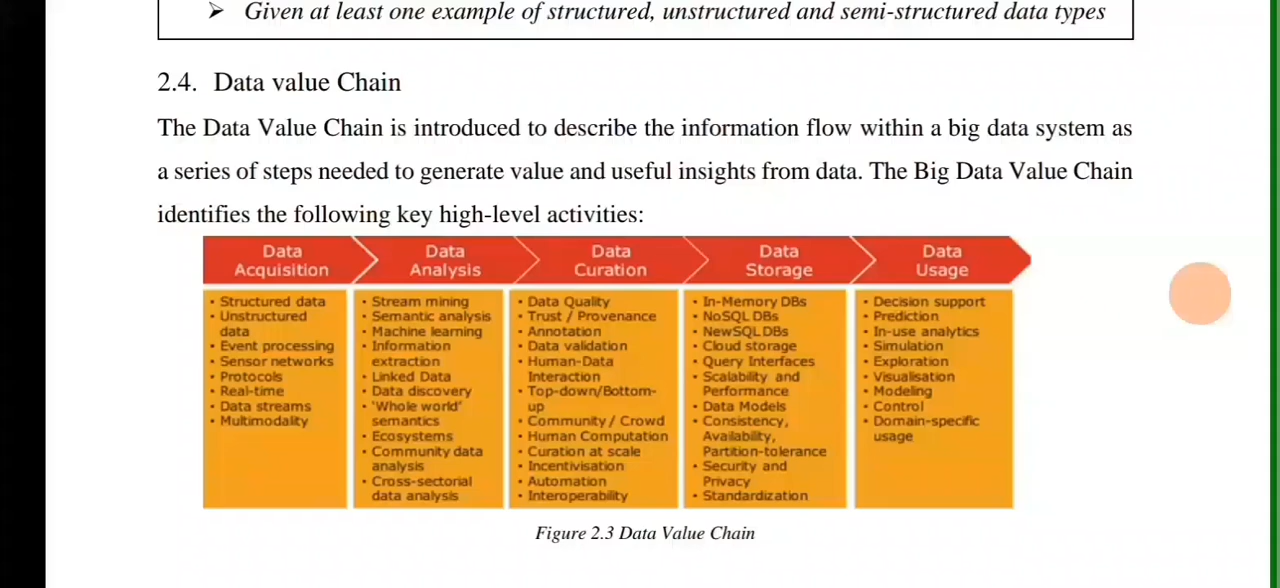 ➢ Given at least one example of structured, unstructured and semi-structured data types
2.4. Data value Chain
The Data Value Chain is introduced to describe the information flow within a big data system as
a series of steps needed to generate value and useful insights from data. The Big Data Value Chain
identifies the following key high-level activities:
Data
Acquisition
• Structured data
• Unstructured
data
• Event processing
• Sensor networks
• Protocols
• Real-time
• Data streams
• Multimodality
Data
Analysis
• Stream mining
• Semantic analysis
• Machine learning
• Information
extraction
• Linked Data
• Data discovery
• 'Whole world'
semantics
• Ecosystems
• Community data
analysis
• Cross-sectorial
data analysis
Data
Curation
• Data Quality
• Trust / Provenance
• Annotation
• Data validation
• Human-Data
Interaction
• Top-down/Bottom-
up
• Community / Crowd
• Human Computation
• Curation at scale
• Incentivisation
• Automation
• Interoperability
Data
Storage
• In-Memory DBs
• NoSQL DBs
• NewSQL DBs
• Cloud storage
• Query Interfaces
• Scalability and
Performance
• Data Models
• Consistency,
Availability,
Partition-tolerance
• Security and
Privacy
• Standardization
Data
Usage
• Decision support
• Prediction
• In-use analytics
• Simulation
• Exploration
• Visualisation
• Modeling
• Control
• Domain-specific
usage
Figure 2.3 Data Value Chain